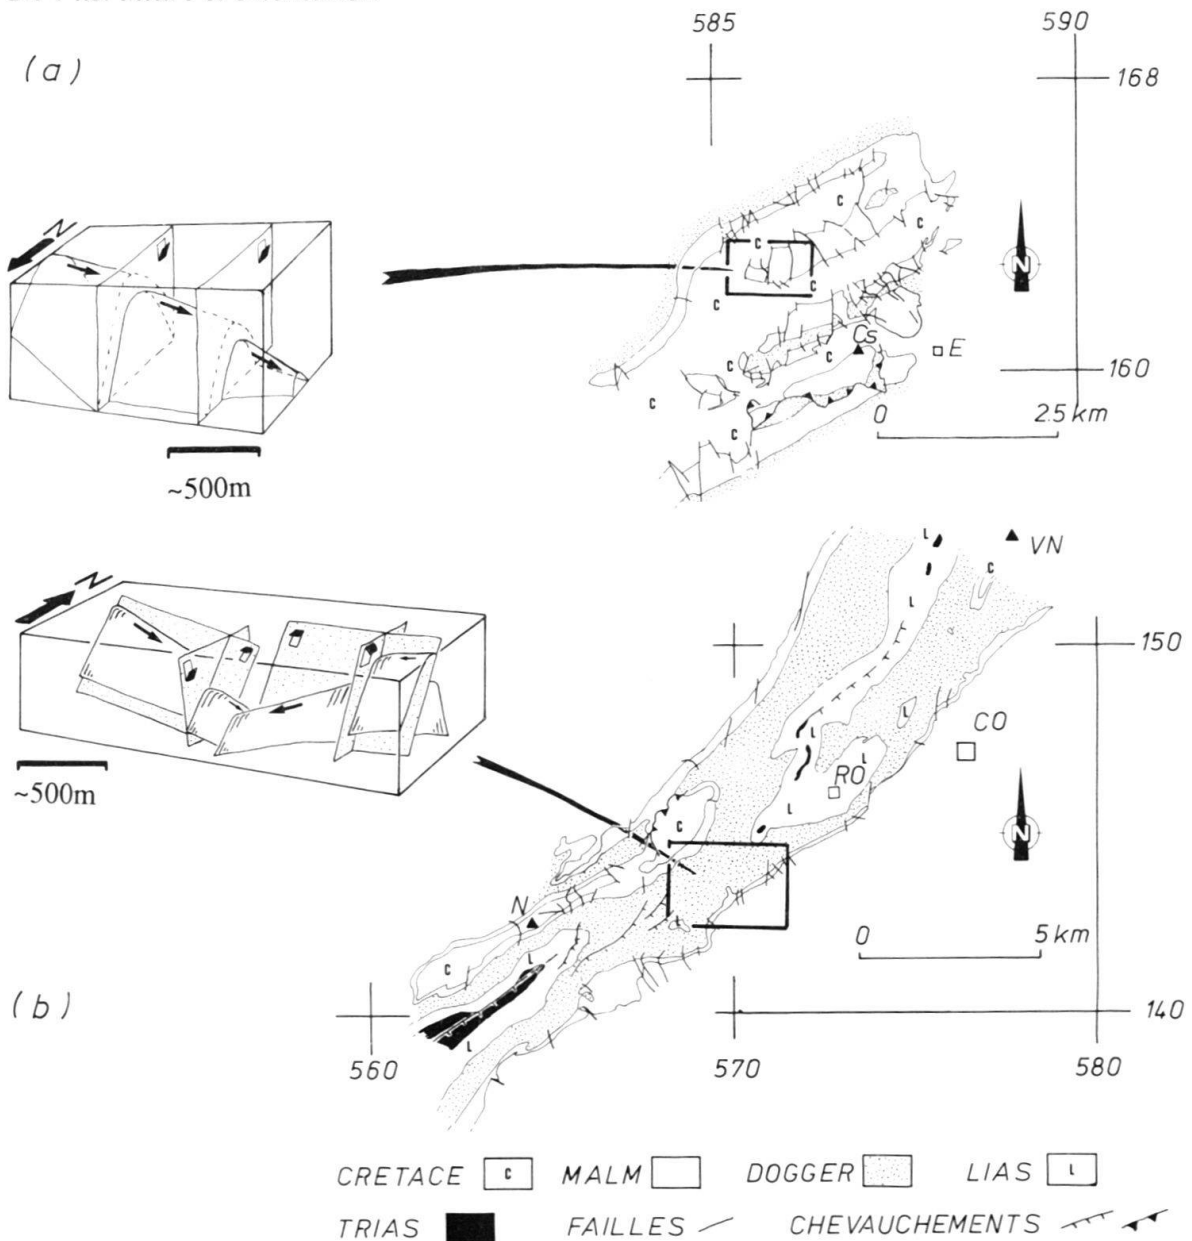 (a)
585
590
168
N
C
C
C
C
C
Cs
E
C
C
C
C
160
0
2.5 km
~500m
L
VN
C
N
L
150
L
L
CO
L
RO
L
~500m
C
N
N
L
0
5 km
C
L
(b)
L
140
560
570
580
CRETACE C MALM DOGGER LIAS L
TRIAS FAILLES CHEVAUCHEMENTS